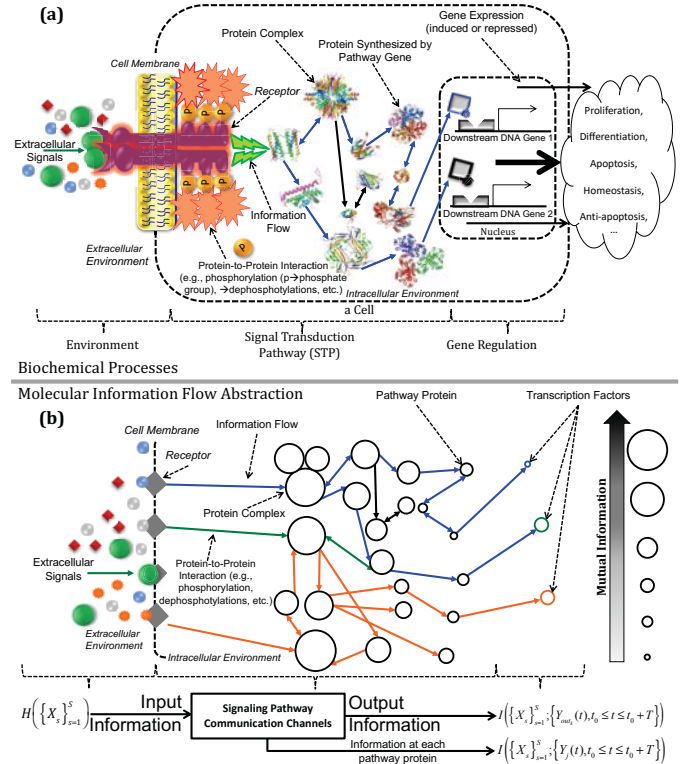 (a)
Gene Expression
(induced or repressed)
Protein Complex
Protein Synthesized by
Pathway Gene
Cell Membrane
Receptor
P P P
Extracellular
Signals
Proliferation,
Differentiation,
Apoptosis,
Homeostasis,
Anti-apoptosis,
...
Downstream DNA Gene 1
Downstream DNA Gene 2
Nucleus
P P P
Information
Flow
Extracellular
Environment
P
Protein-to-Protein Interaction
(e.g., phosphorylation (p→phosphate
group), →dephosphotylations, etc.)
Intracellular Environment
a Cell
Environment
Signal Transduction
Pathway (STP)
Gene Regulation
Biochemical Processes
Molecular Information Flow Abstraction
(b)
Cell Membrane
Information Flow
Pathway Protein
Transcription Factors
Receptor
Protein Complex
Extracellular
Signals
Protein-to-Protein
Interaction (e.g.,
phosphorylation,
dephosphotylations, etc.)
Mutual Information
Extracellular
Environment
Intracellular Environment
H({X_s}_{s=1}^S)
Input
Information
Signaling Pathway
Communication Channels
Output
Information
I({X_s}_{s=1}^S;{Y_{out_k}(t),t_0≤t≤t_0+T})
Information at each
pathway protein
I({X_s}_{s=1}^S;{Y_j(t),t_0≤t≤t_0+T})